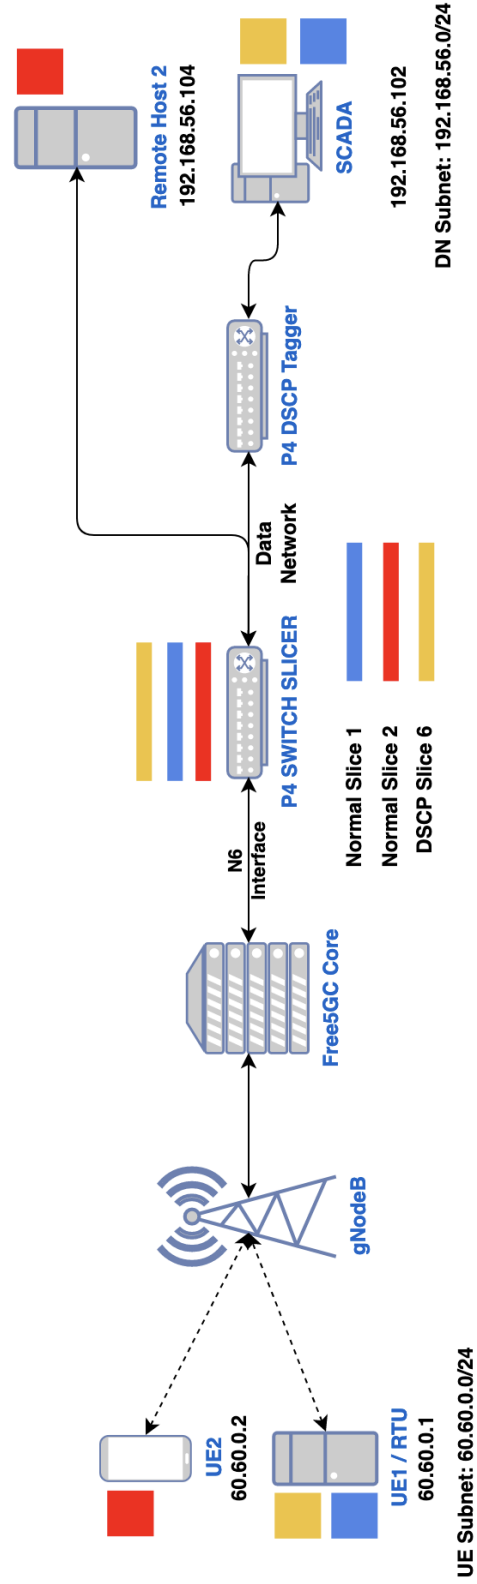 UE2
60.60.0.2
UE1 / RTU
60.60.0.1
UE Subnet: 60.60.0.0/24
gNodeB
Free5GC Core
N6
Interface
P4 SWITCH SLICER
Data
Network
P4 DSCP Tagger
Remote Host 2
192.168.56.104
SCADA
192.168.56.102
DN Subnet: 192.168.56.0/24
Normal Slice 1
Normal Slice 2
DSCP Slice 6